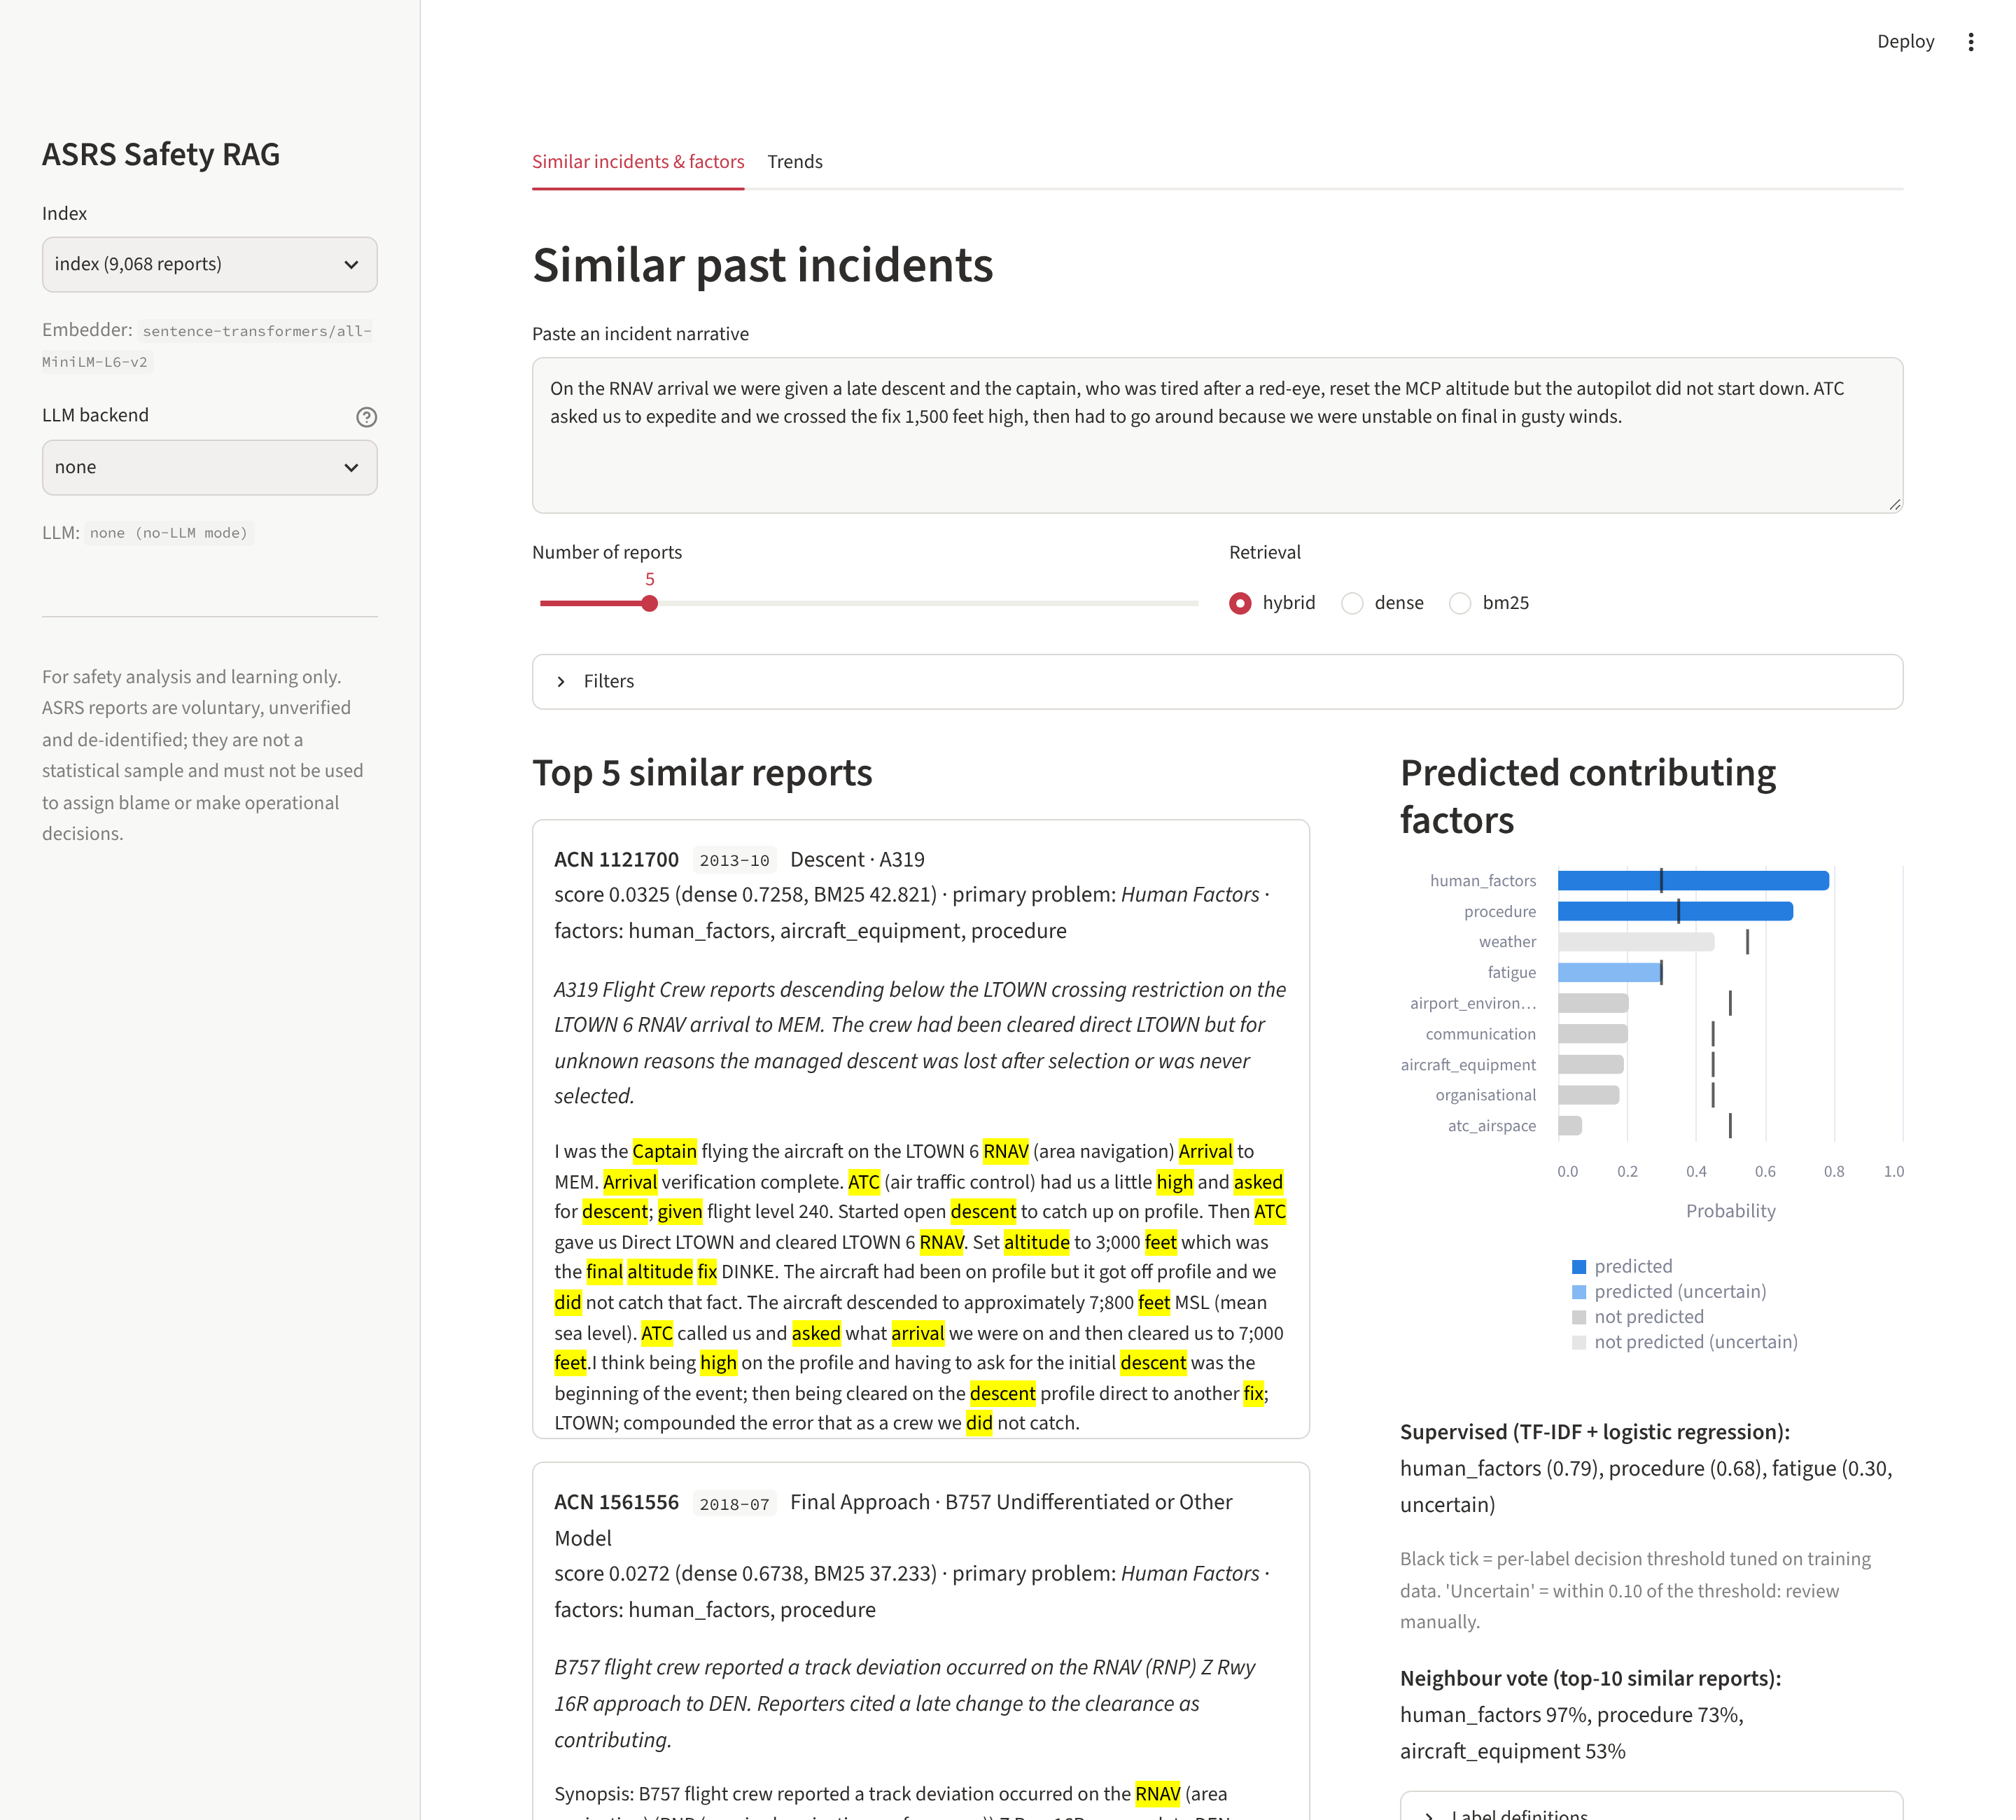 Deploy
ASRS Safety RAG
Index
index (9,068 reports)
Embedder: sentence-transformers/all-
MiniLM-L6-v2
LLM backend
none
LLM: none (no-LLM mode)
For safety analysis and learning only.
ASRS reports are voluntary, unverified
and de-identified; they are not a
statistical sample and must not be used
to assign blame or make operational
decisions.
Similar incidents & factors
Trends
Similar past incidents
Paste an incident narrative
On the RNAV arrival we were given a late descent and the captain, who was tired after a red-eye, reset the MCP altitude but the autopilot did not start down. ATC
asked us to expedite and we crossed the fix 1,500 feet high, then had to go around because we were unstable on final in gusty winds.
Number of reports
5
Retrieval
hybrid
dense
bm25
Filters
Top 5 similar reports
ACN 1121700 2013-10 Descent · A319
score 0.0325 (dense 0.7258, BM25 42.821) · primary problem: Human Factors ·
factors: human_factors, aircraft_equipment, procedure
A319 Flight Crew reports descending below the LTOWN crossing restriction on the
LTOWN 6 RNAV arrival to MEM. The crew had been cleared direct LTOWN but for
unknown reasons the managed descent was lost after selection or was never
selected.
I was the Captain flying the aircraft on the LTOWN 6 RNAV (area navigation) Arrival to
MEM. Arrival verification complete. ATC (air traffic control) had us a little high and asked
for descent; given flight level 240. Started open descent to catch up on profile. Then ATC
gave us Direct LTOWN and cleared LTOWN 6 RNAV. Set altitude to 3;000 feet which was
the final altitude fix DINKE. The aircraft had been on profile but it got off profile and we
did not catch that fact. The aircraft descended to approximately 7;800 feet MSL (mean
sea level). ATC called us and asked what arrival we were on and then cleared us to 7;000
feet.I think being high on the profile and having to ask for the initial descent was the
beginning of the event; then being cleared on the descent profile direct to another fix;
LTOWN; compounded the error that as a crew we did not catch.
ACN 1561556 2018-07 Final Approach · B757 Undifferentiated or Other
Model
score 0.0272 (dense 0.6738, BM25 37.233) · primary problem: Human Factors ·
factors: human_factors, procedure
B757 flight crew reported a track deviation occurred on the RNAV (RNP) Z Rwy
16R approach to DEN. Reporters cited a late change to the clearance as
contributing.
Synopsis: B757 flight crew reported a track deviation occurred on the RNAV (area
Predicted contributing
factors
human_factors
procedure
weather
fatigue
airport_environ…
communication
aircraft_equipment
organisational
atc_airspace
0.0 0.2 0.4 0.6 0.8 1.0
Probability
predicted
predicted (uncertain)
not predicted
not predicted (uncertain)
Supervised (TF-IDF + logistic regression):
human_factors (0.79), procedure (0.68), fatigue (0.30,
uncertain)
Black tick = per-label decision threshold tuned on training
data. 'Uncertain' = within 0.10 of the threshold: review
manually.
Neighbour vote (top-10 similar reports):
human_factors 97%, procedure 73%,
aircraft_equipment 53%
Label definitions